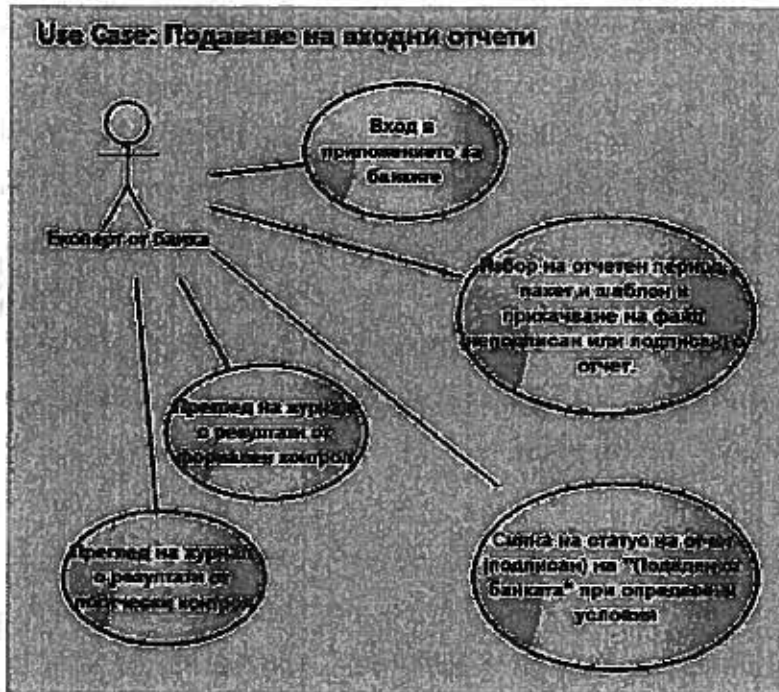 Use Case: Подаване на входни отчети
Вход в
приложението за
банките
Експерт от банка
Избор на отчетен период,
пакет и шаблон и
прикачване на файл
(неподписан или подписан) с
отчет.
Преглед на журнал
с резултати от
формален контрол
Преглед на журнал
с резултати от
логически контрол
Смяна на статус на отчет
(подписан) на "(Подаден от
банката" при определени
условия